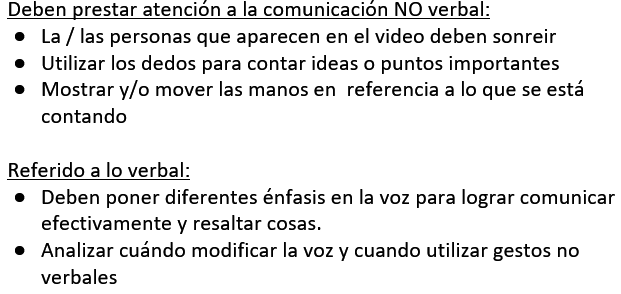 Deben prestar atención a la comunicación NO verbal:
● La / las personas que aparecen en el video deben sonreir
● Utilizar los dedos para contar ideas o puntos importantes
● Mostrar y/o mover las manos en referencia a lo que se está
contando
Referido a lo verbal:
● Deben poner diferentes énfasis en la voz para lograr comunicar
efectivamente y resaltar cosas.
● Analizar cuándo modificar la voz y cuando utilizar gestos no
verbales